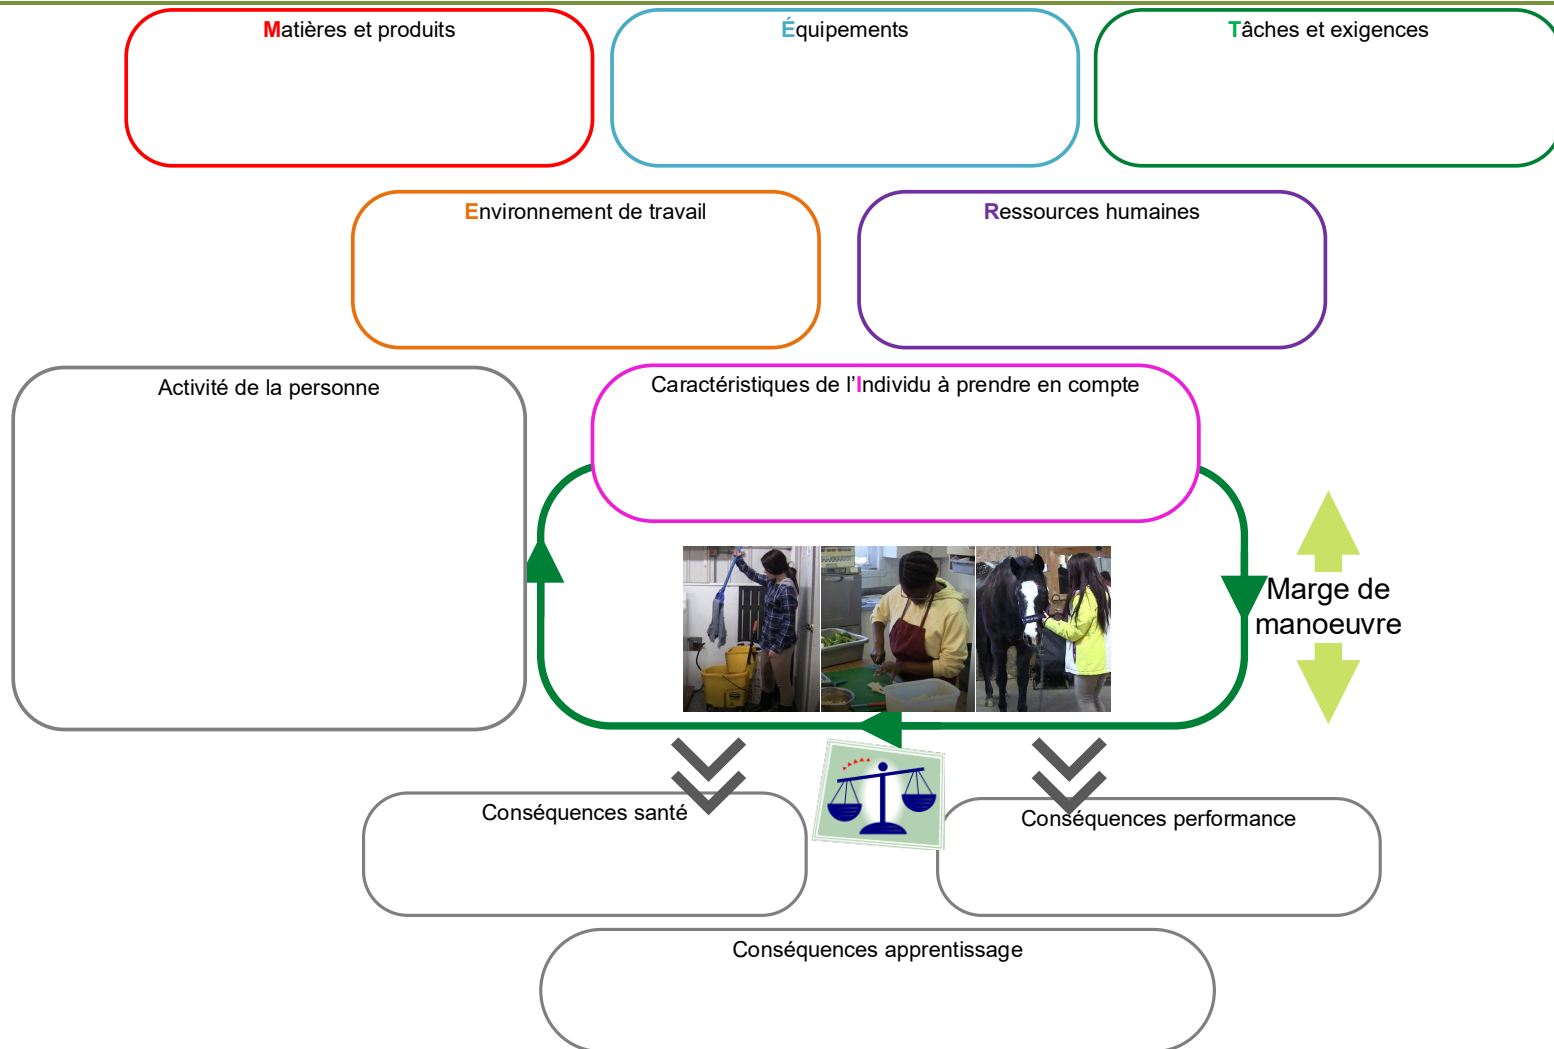 Matières et produits
Équipements
Tâches et exigences
Environnement de travail
Ressources humaines
Activité de la personne
Caractéristiques de l’Individu à prendre en compte
Marge de
manoeuvre
Conséquences santé
Conséquences performance
Conséquences apprentissage